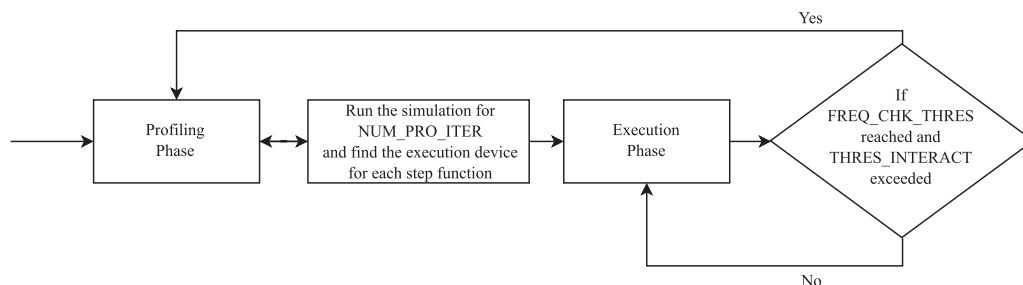 Yes
Profiling
Phase
Run the simulation for
NUM_PRO_ITER
and find the execution device
for each step function
Execution
Phase
If
FREQ_CHK_THRES
reached and
THRES_INTERACT
exceeded
No